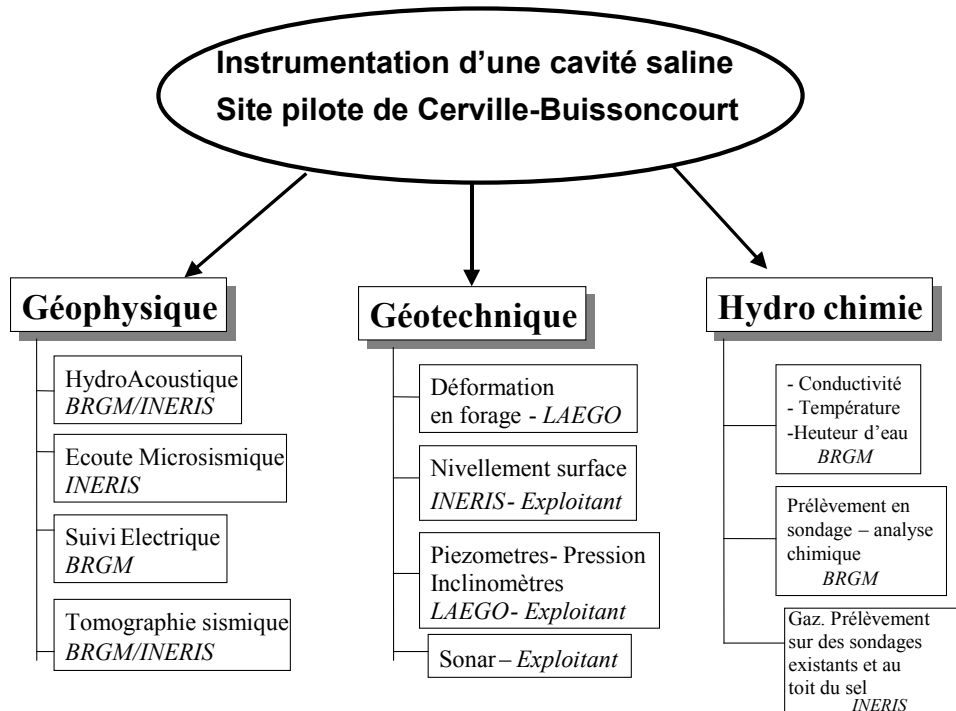 Instrumentation d'une cavité saline
Site pilote de Cerville-Buissoncourt
Géophysique
HydroAcoustique
BRGM/INERIS
Ecoute Microsismique
INERIS
Suivi Electrique
BRGM
Tomographie sismique
BRGM/INERIS
Géotechnique
Déformation
en forage - LAEGO
Nivellement surface
INERIS - Exploitant
Piezometres- Pression
Inclinomètres
LAEGO - Exploitant
Sonar – Exploitant
Hydro chimie
- Conductivité
- Température
-Heuteur d'eau
BRGM
Prélèvement en
sondage – analyse
chimique
BRGM
Gaz. Prélèvement
sur des sondages
existants et au
toit du sel
INERIS